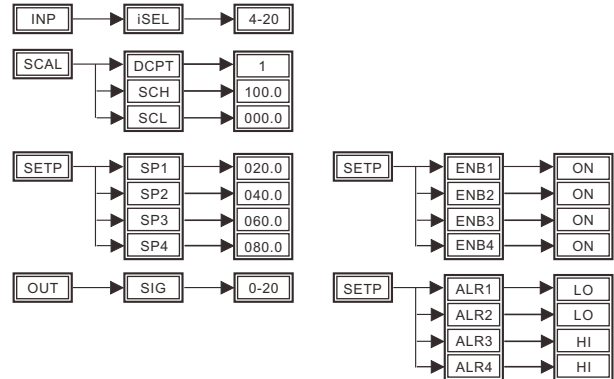 INP iSEL 4-20
SCAL DCPT 1
SCH 100.0
SCL 000.0
SETP SP1 020.0
SP2 040.0
SP3 060.0
SP4 080.0
SETP ENB1 ON
ENB2 ON
ENB3 ON
ENB4 ON
OUT SIG 0-20
SETP ALR1 LO
ALR2 LO
ALR3 HI
ALR4 HI